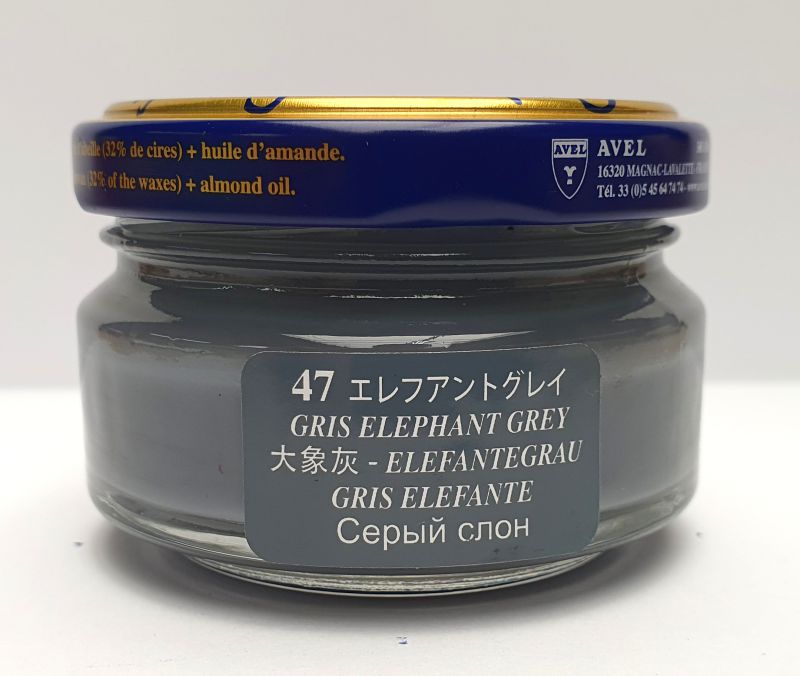 (32% de cires) + huile d'amande.
(32% of the waxes) + almond oil.
AVEL
AVEL
16320 MAGNAC-LAVALETTE
Tél. 33 (0)5 45 64 74 74
47 エレフアントグレイ
GRIS ELEPHANT GREY
大象灰 - ELEFANTEGRAU
GRIS ELEFANTE
Серый слон